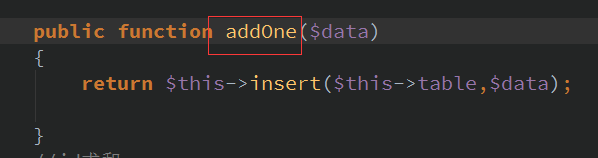 public function addOne($data)
{
return $this->insert($this->table,$data);
}